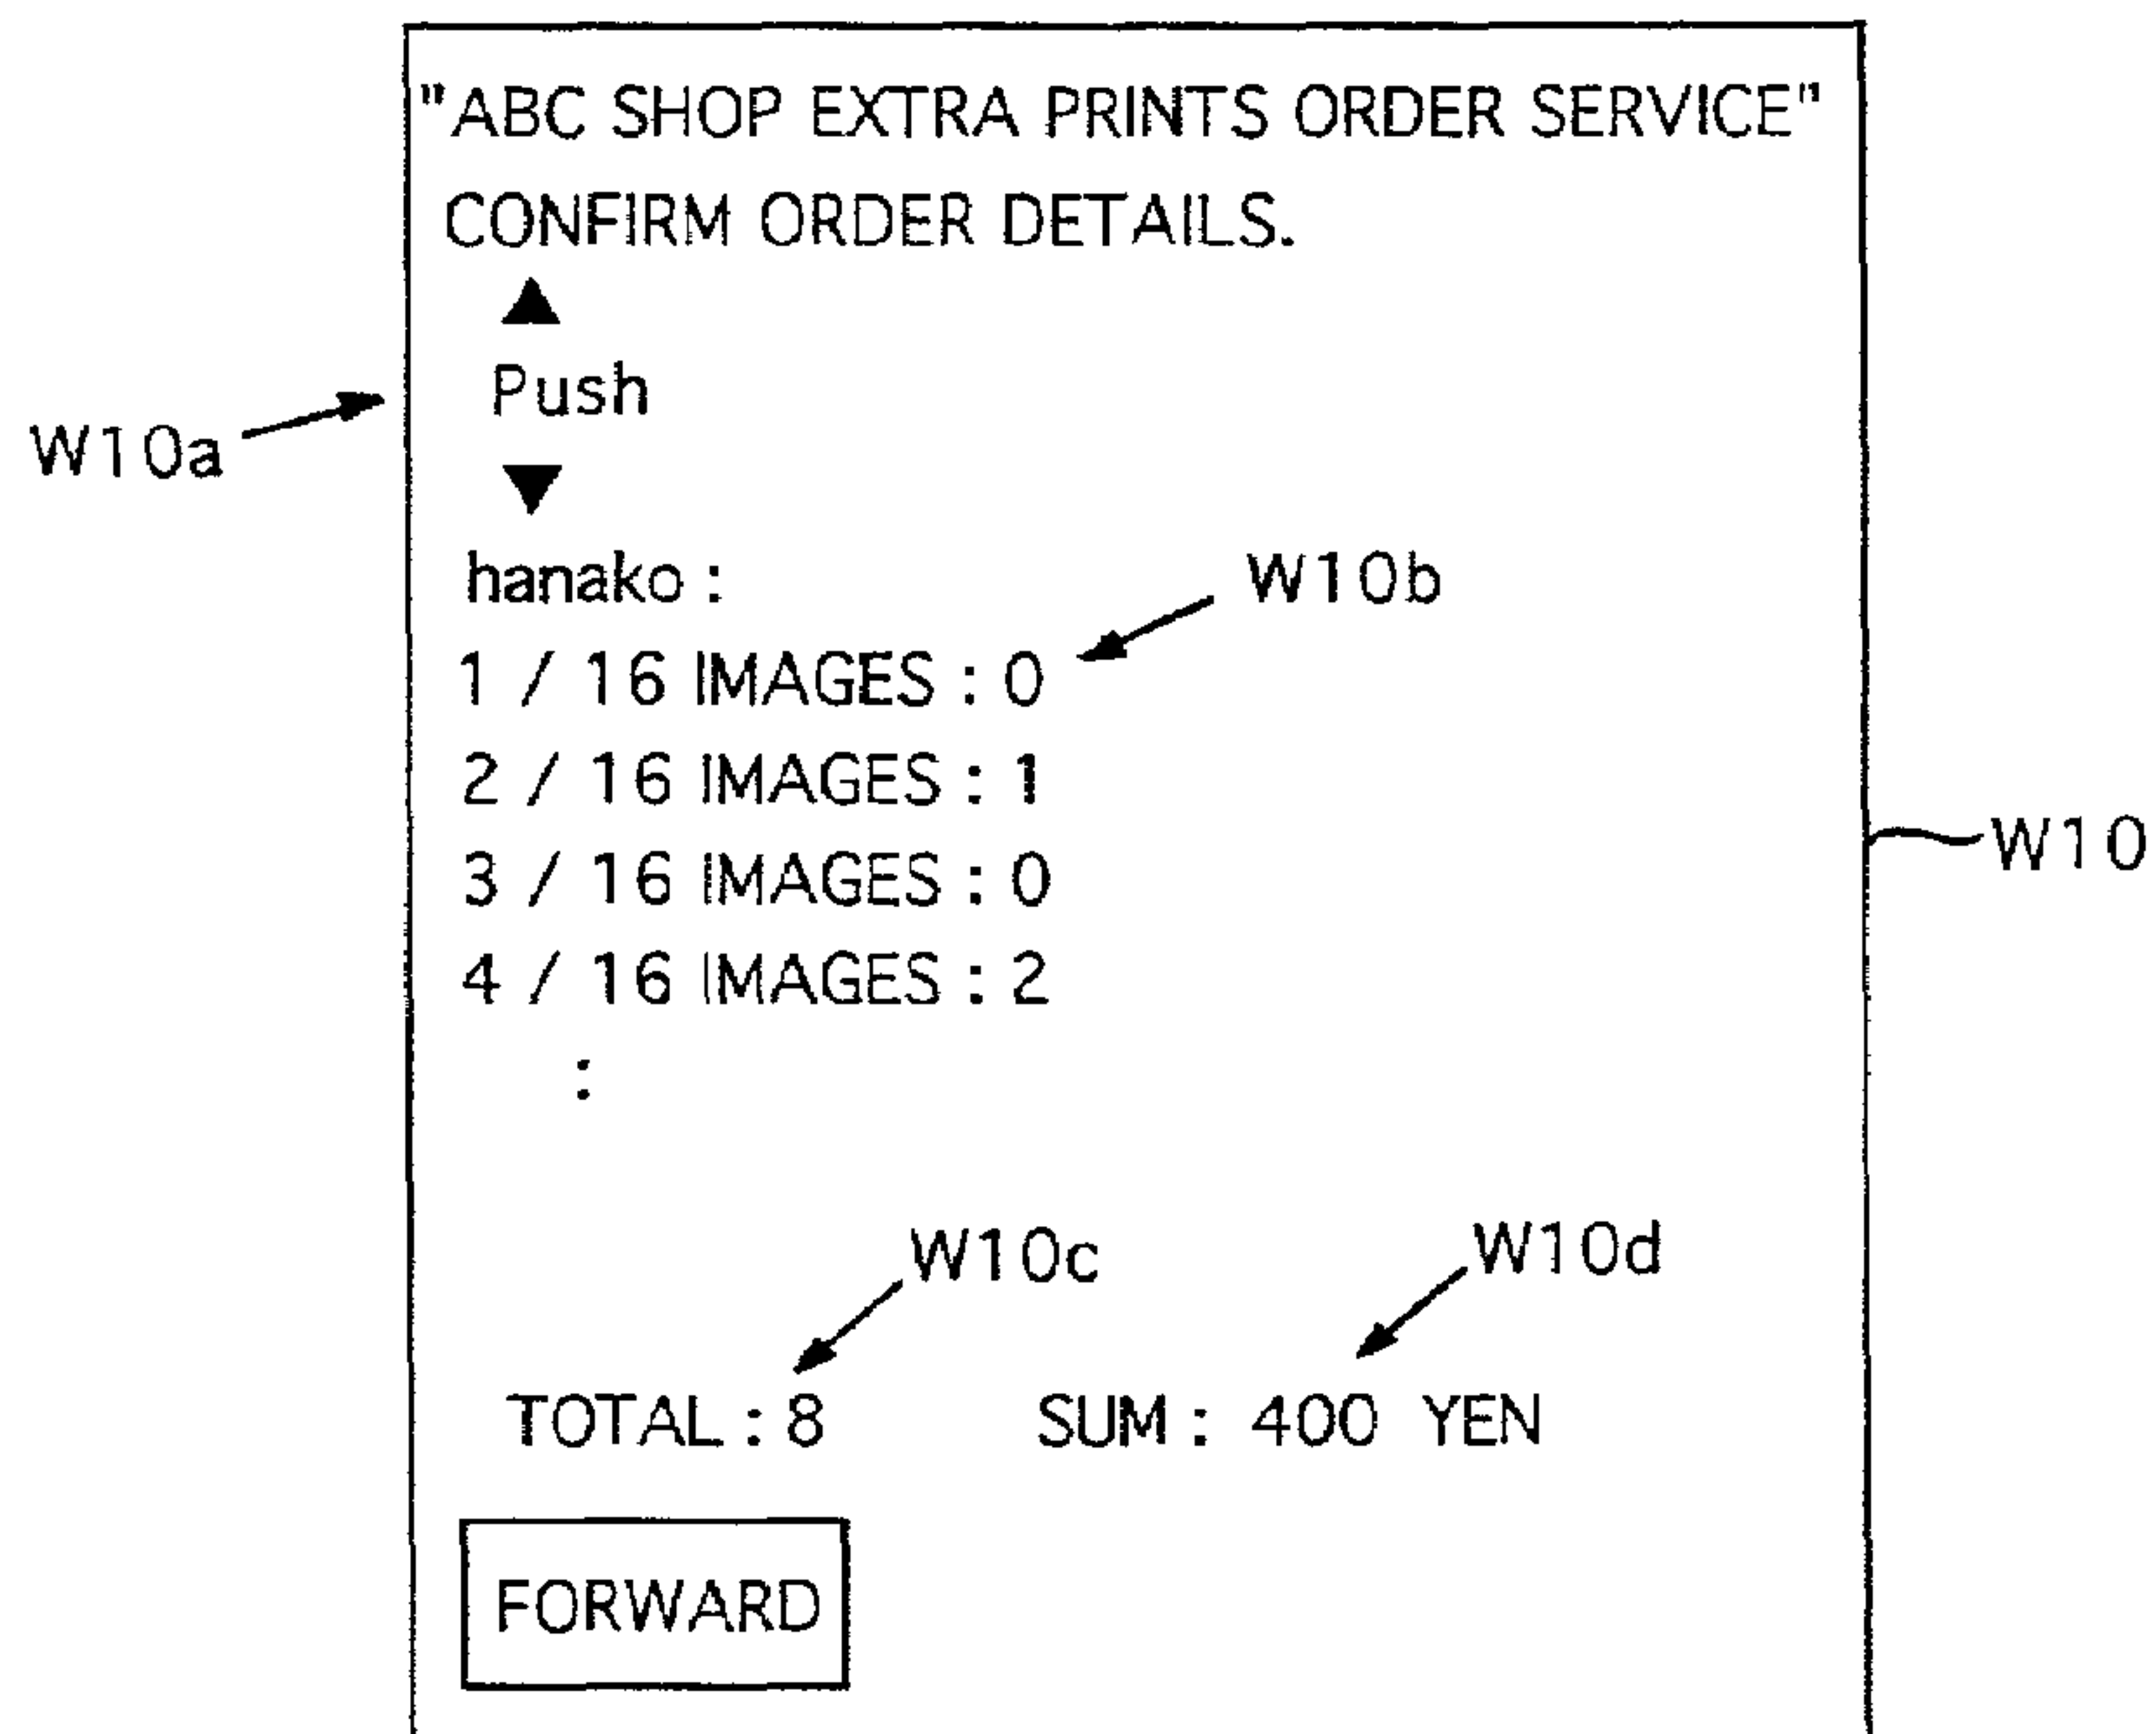 "ABC SHOP EXTRA PRINTS ORDER SERVICE"
CONFIRM ORDER DETAILS.
▲
Push
▼
W10a
hanako :
W10b
1 / 16 IMAGES : 0
2 / 16 IMAGES : 1
W10
3 / 16 IMAGES : 0
4 / 16 IMAGES : 2
:
W10c
W10d
TOTAL : 8 SUM : 400 YEN
FORWARD